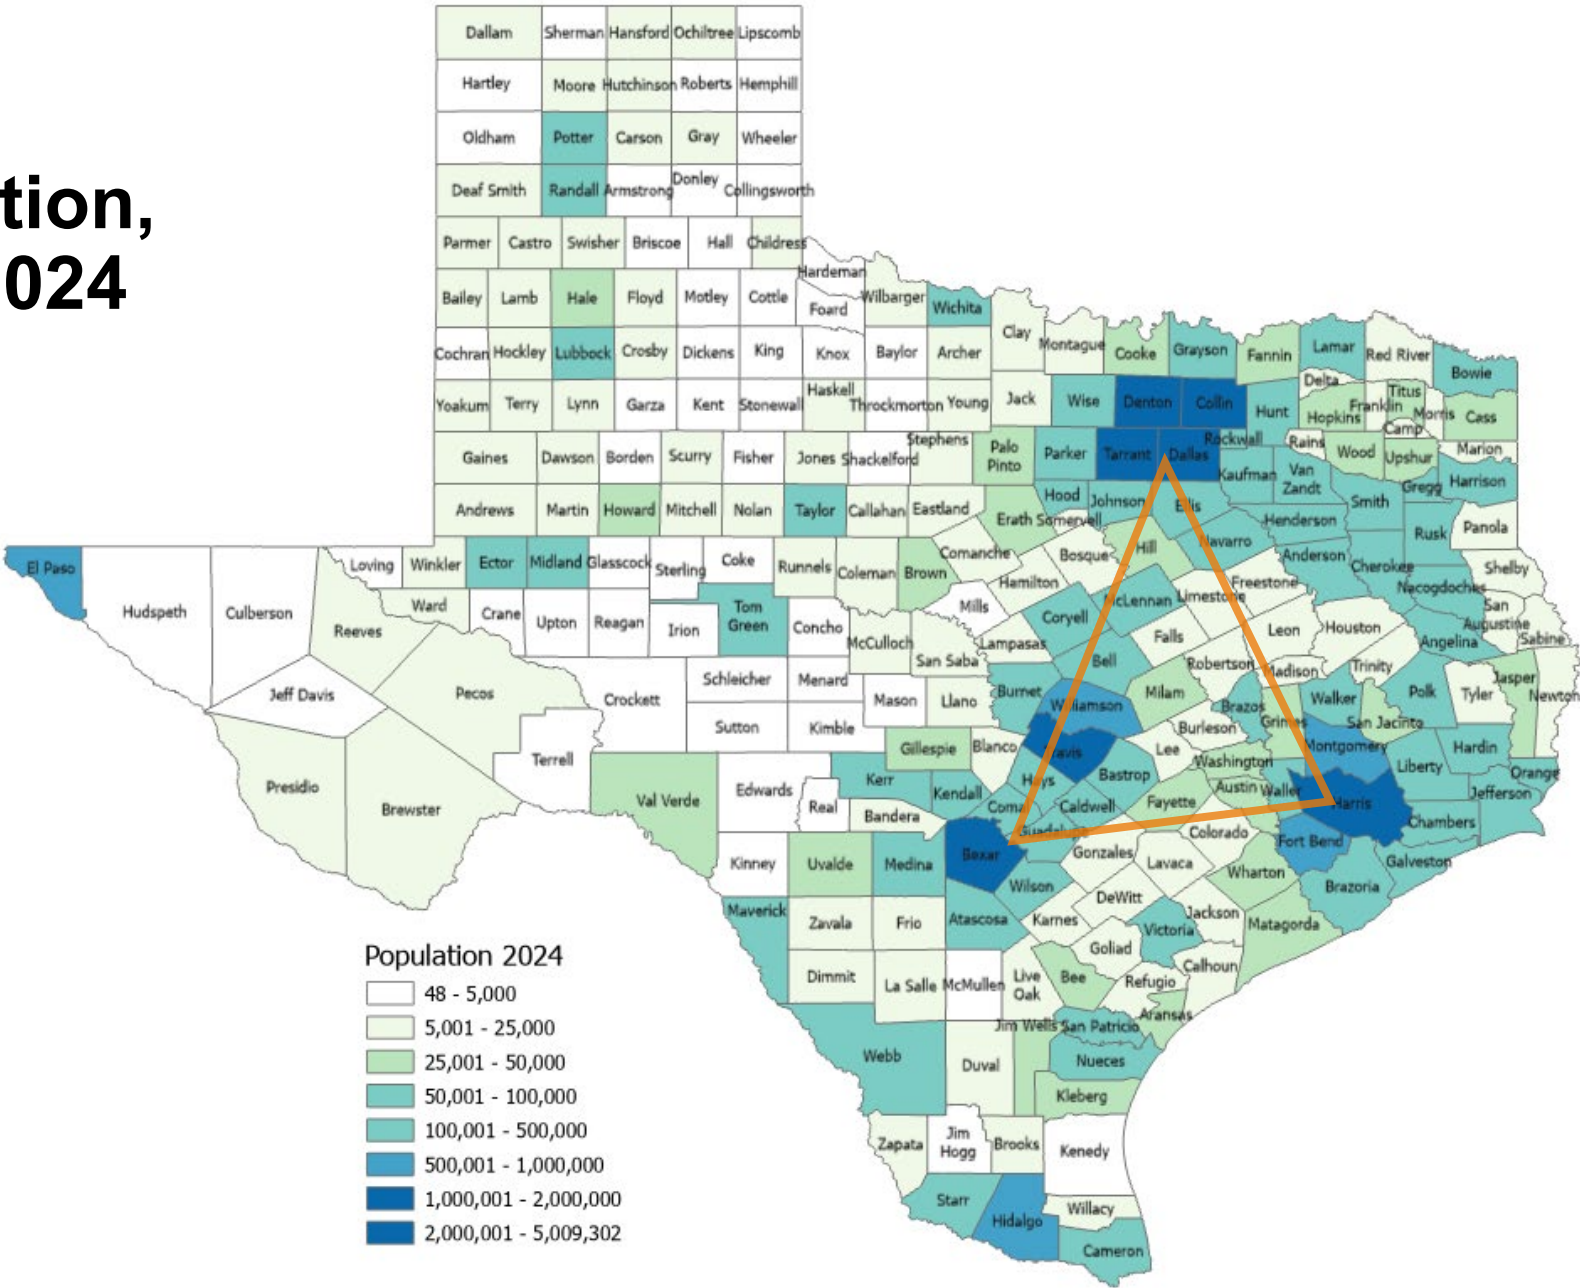 tion,
024
Dallam Sherman Hansford Ochiltree Lipscomb
Hartley Moore Hutchinson Roberts Hemphill
Oldham Potter Carson Gray Wheeler
Deaf Smith Randall Armstrong Donley Collingsworth
Parmer Castro Swisher Briscoe Hall Childress
Hardeman
Bailey Lamb Hale Floyd Motley Cottle Foard Wilbarger Wichita
Clay Montague Cooke Grayson Fannin Lamar Red River Bowie
Cochran Hockley Lubbock Crosby Dickens King Knox Baylor Archer
Yoakum Terry Lynn Garza Kent Stonewall Haskell Throckmorton Young Jack Wise Denton Collin Hunt Delta Hopkins Franklin Titus Morris Camp Cass
Gaines Dawson Borden Scurry Fisher Jones Shackelford Stephens Palo
Pinto Parker Tarrant Dallas Rockwall Rains Wood Upshur Marion
Kaufman Van
Zandt Smith Gregg Harrison
Andrews Martin Howard Mitchell Nolan Taylor Callahan Eastland Erath Hood Somervell Johnson Ellis Henderson Rusk Panola
El Paso Hudspeth Culberson Loving Winkler Ector Midland Glasscock Sterling Coke Runnels Coleman Brown Comanche Bosque Hill Navarro Anderson Cherokee Shelby
Hamilton Freestone Limestone McLennan Nacogdoches
Reeves Ward Crane Upton Reagan Irion Tom
Green Concho McCulloch Mills Coryell Falls Leon Houston Angelina San
Augustine Sabine
San Saba Lampasas Bell Robertson Madison Trinity
Jeff Davis Pecos Crockett Schleicher Menard Mason Llano Burnet Williamson Milam Brazos Grimes Walker San Jacinto Polk Tyler Jasper Newton
Sutton Kimble Gillespie Blanco Travis Lee Burleson Washington Montgomery Liberty Hardin Orange
Presidio Brewster Terrell Val Verde Edwards Real Kerr Kendall Bandera Hays Comal Bastrop Caldwell Fayette Austin Waller Harris Jefferson Chambers
Guadalupe Colorado Fort Bend Galveston
Kinney Uvalde Medina Bexar Wilson Gonzales Lavaca Wharton Brazoria
Maverick Zavala Frio Atascosa Karnes DeWitt Victoria Jackson Matagorda
Goliad Calhoun
Dimmit La Salle McMullen Live
Oak Bee Refugio
Aransas
Jim Wells San Patricio
Webb Duval Nueces
Kleberg
Zapata Jim
Hogg Brooks Kenedy
Starr Hidalgo Willacy
Cameron
Population 2024
48 - 5,000
5,001 - 25,000
25,001 - 50,000
50,001 - 100,000
100,001 - 500,000
500,001 - 1,000,000
1,000,001 - 2,000,000
2,000,001 - 5,009,302